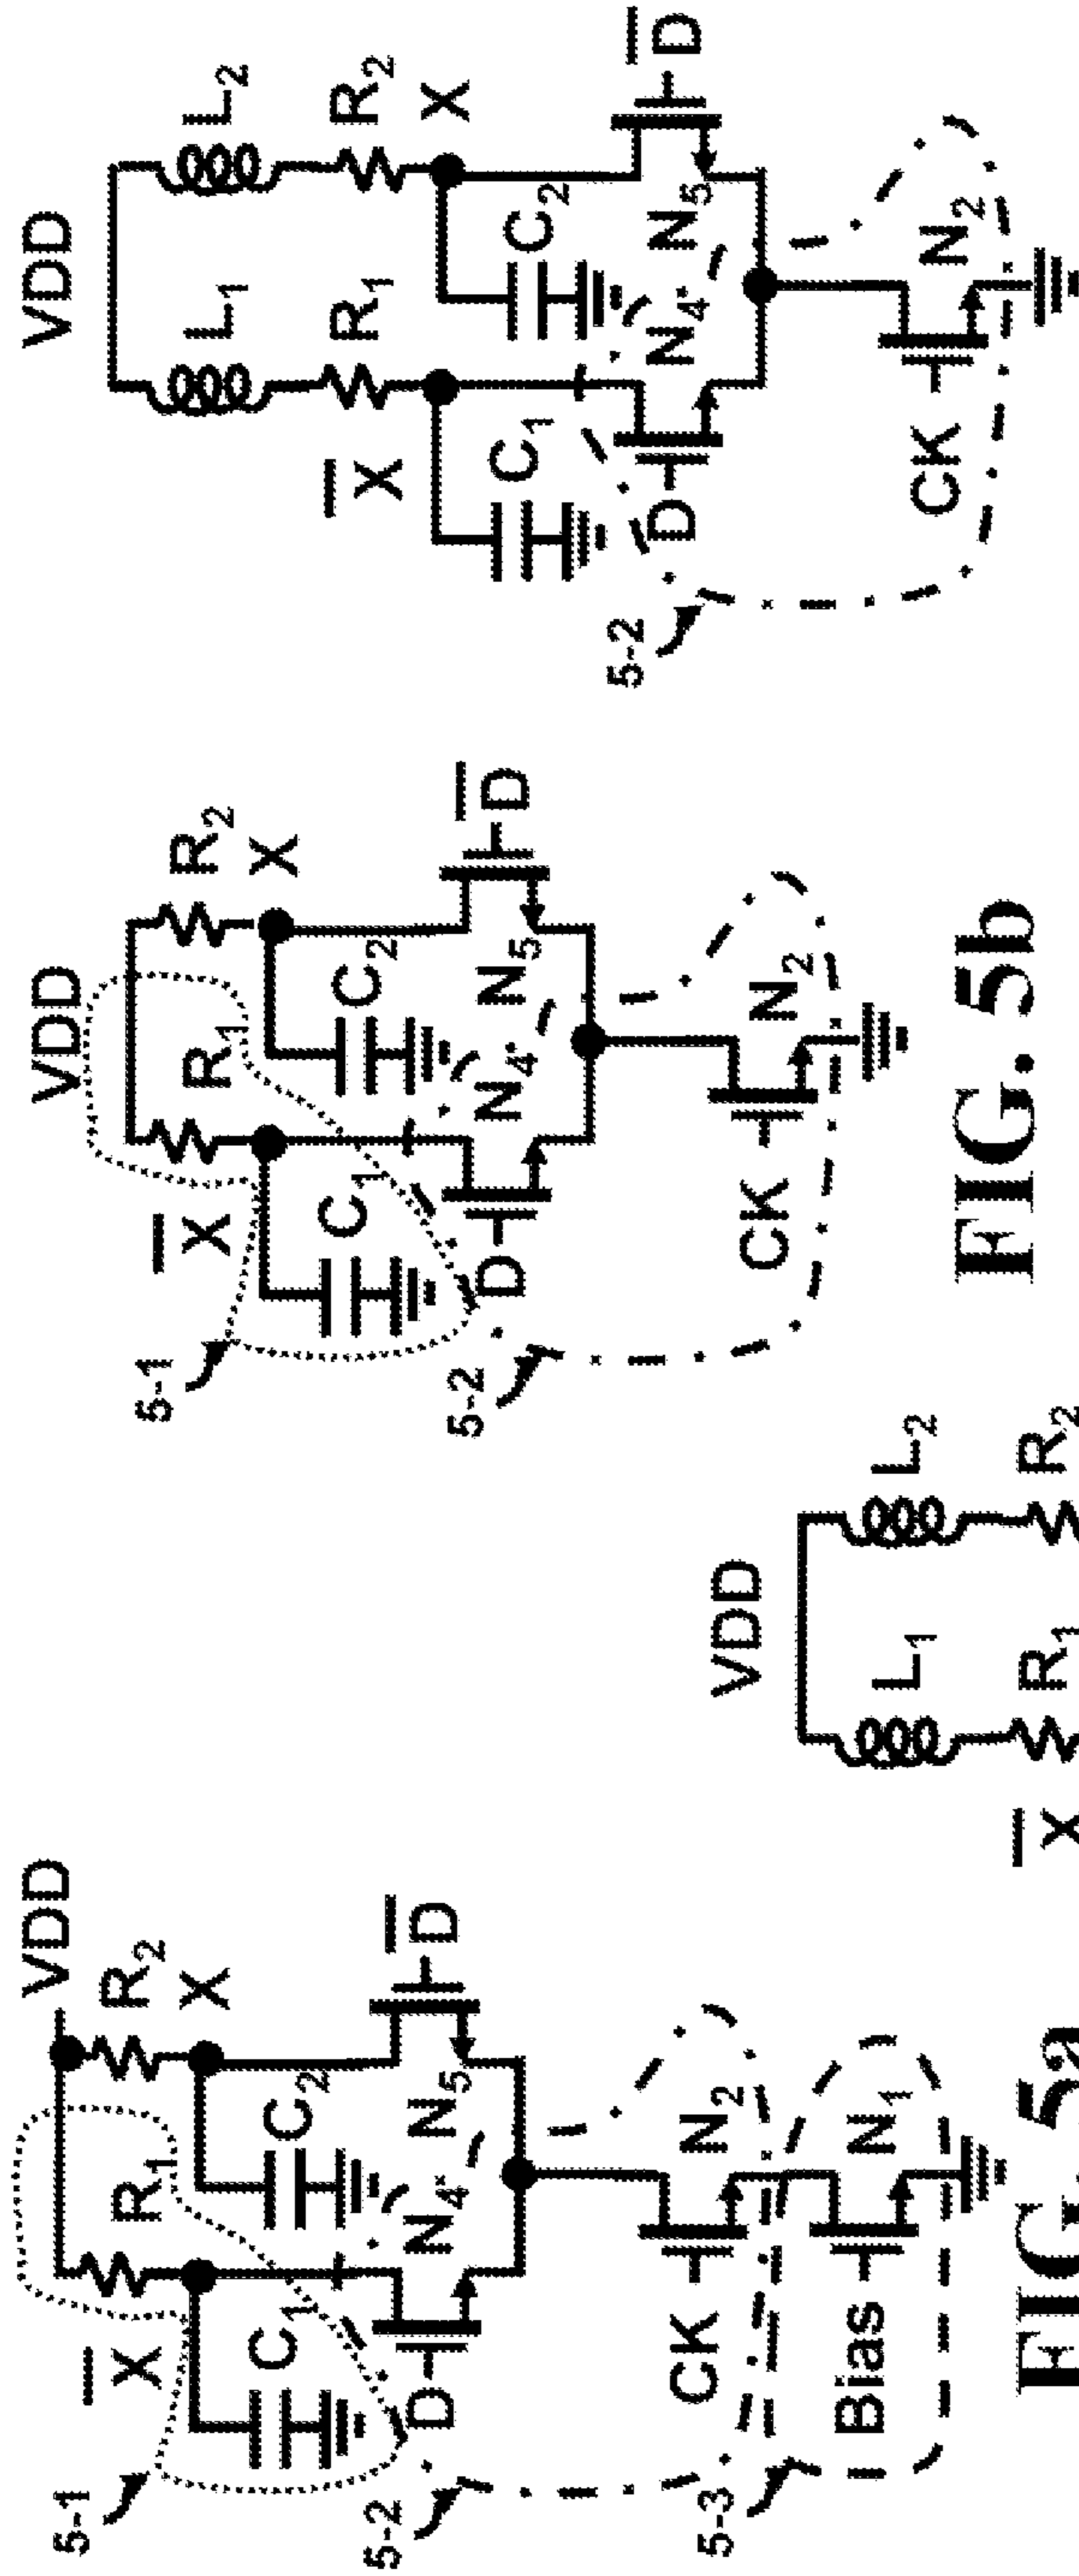 5-1
VDD
R1
R2
X̅
X
C1
C2
5-2
N4
N5
D
D̅
CK
N2
5-3
Bias
N1
FIG. 5a
VDD
L1
L2
R1
R2
X̅
5-1
VDD
R1
R2
X̅
X
C1
C2
5-2
N4
N5
D
D̅
CK
N2
FIG. 5b
VDD
L1
L2
R1
R2
X̅
X
C1
C2
5-2
N4
N5
D
D̅
CK
N2